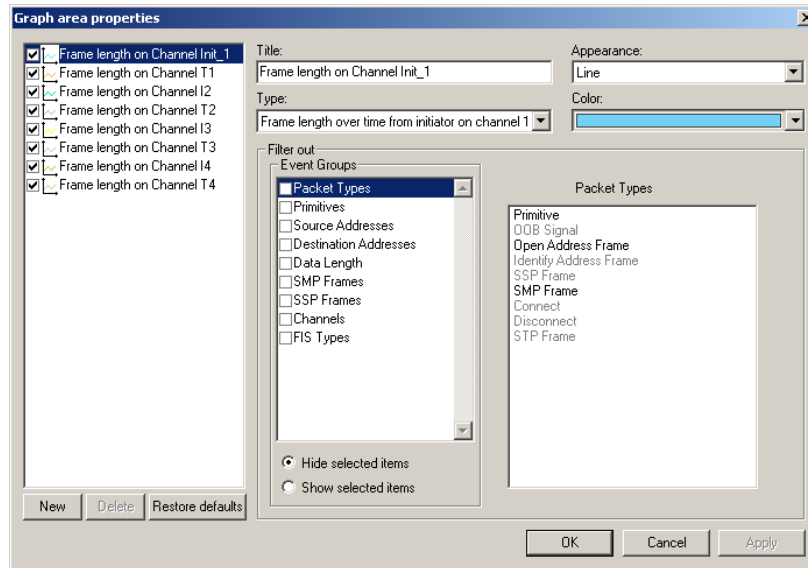 Graph area properties
Frame length on Channel Init_1
Frame length on Channel T1
Frame length on Channel I2
Frame length on Channel T2
Frame length on Channel I3
Frame length on Channel T3
Frame length on Channel I4
Frame length on Channel T4
New
Delete
Restore defaults
Title:
Frame length on Channel Init_1
Appearance:
Line
Type:
Frame length over time from initiator on channel 1
Color:
Filter out
Event Groups
Packet Types
Primitives
Source Addresses
Destination Addresses
Data Length
SMP Frames
SSP Frames
Channels
FIS Types
Hide selected items
Show selected items
Packet Types
Primitive
OOB Signal
Open Address Frame
Identify Address Frame
SSP Frame
SMP Frame
Connect
Disconnect
STP Frame
OK
Cancel
Apply